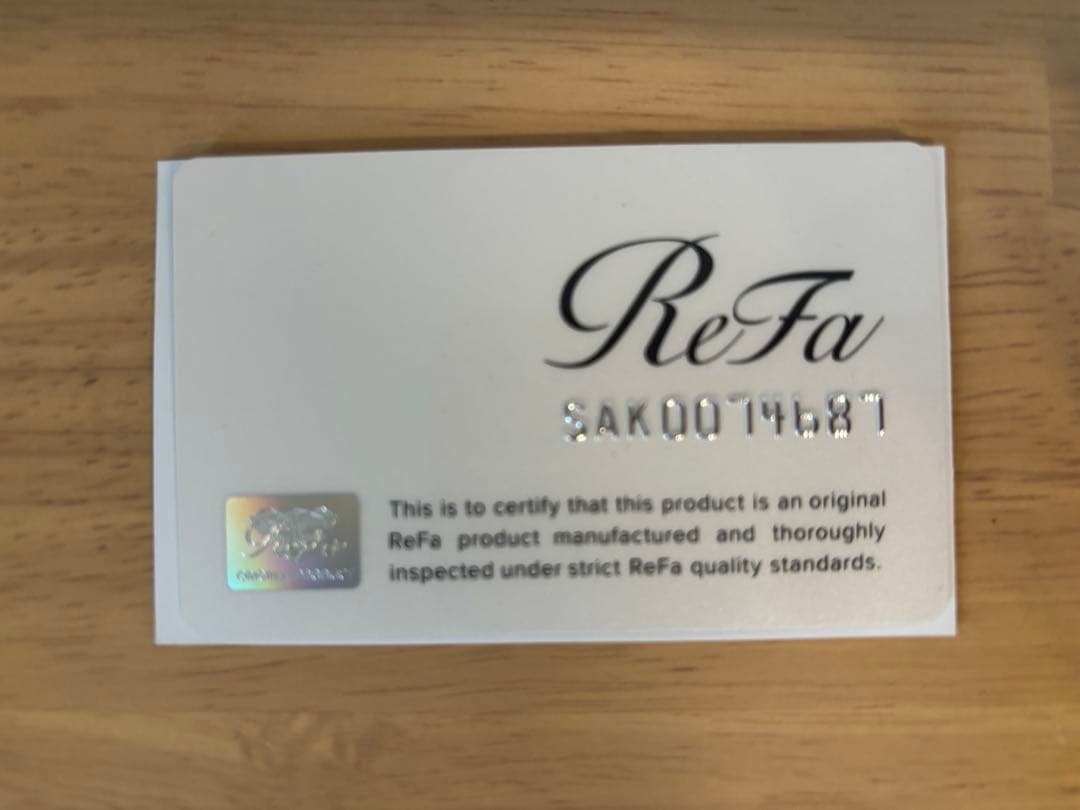 ReFa
SAK0074687
This is to certify that this product is an original
ReFa product manufactured and thoroughly
inspected under strict ReFa quality standards.